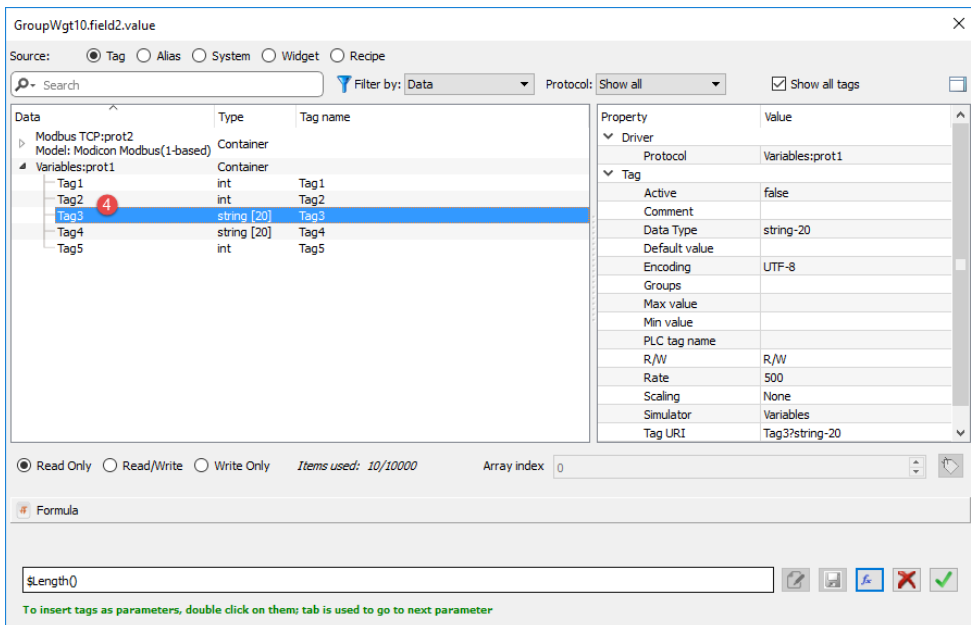 GroupWgt10.field2.value
Source: Tag Alias System Widget Recipe
Search Filter by: Data Protocol: Show all Show all tags
Data Type Tag name
Modbus TCP:prot2
Model: Modicon Modbus(1-based) Container
Variables:prot1 Container
Tag1 int Tag1
Tag2 int Tag2
4
Tag3 string [20] Tag3
Tag4 string [20] Tag4
Tag5 int Tag5
Property Value
Driver
Protocol Variables:prot1
Tag
Active false
Comment
Data Type string-20
Default value
Encoding UTF-8
Groups
Max value
Min value
PLC tag name
R/W R/W
Rate 500
Scaling None
Simulator Variables
Tag URI Tag3?string-20
Read Only Read/Write Write Only Items used: 10/10000 Array index 0
Formula
$Length()
fx
To insert tags as parameters, double click on them; tab is used to go to next parameter